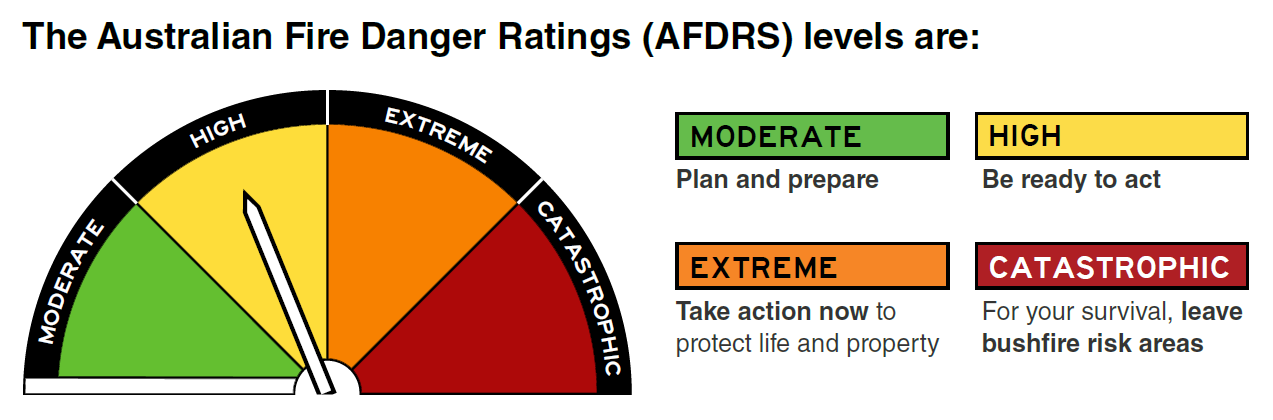 The Australian Fire Danger Ratings (AFDRS) levels are:
MODERATE
HIGH
EXTREME
CATASTROPHIC
MODERATE
Plan and prepare
HIGH
Be ready to act
EXTREME
Take action now to
protect life and property
CATASTROPHIC
For your survival, leave
bushfire risk areas